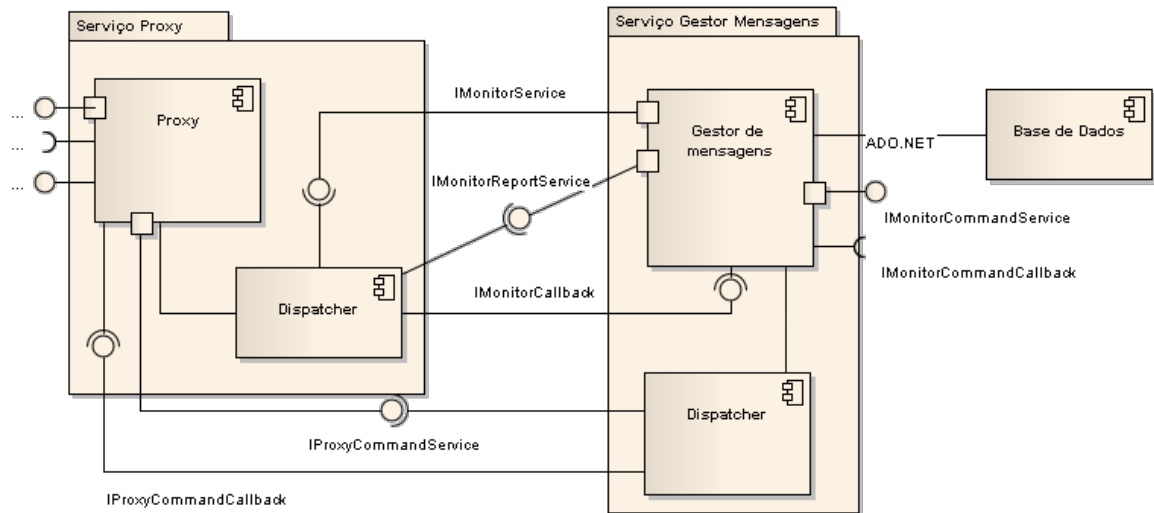 Serviço Proxy
Serviço Gestor Mensagens
Proxy
...
...
...
IMonitorService
Gestor de
mensagens
ADO.NET
Base de Dados
IMonitorReportService
IMonitorCommandService
IMonitorCommandCallback
IMonitorCallback
Dispatcher
Dispatcher
IProxyCommandService
IProxyCommandCallback